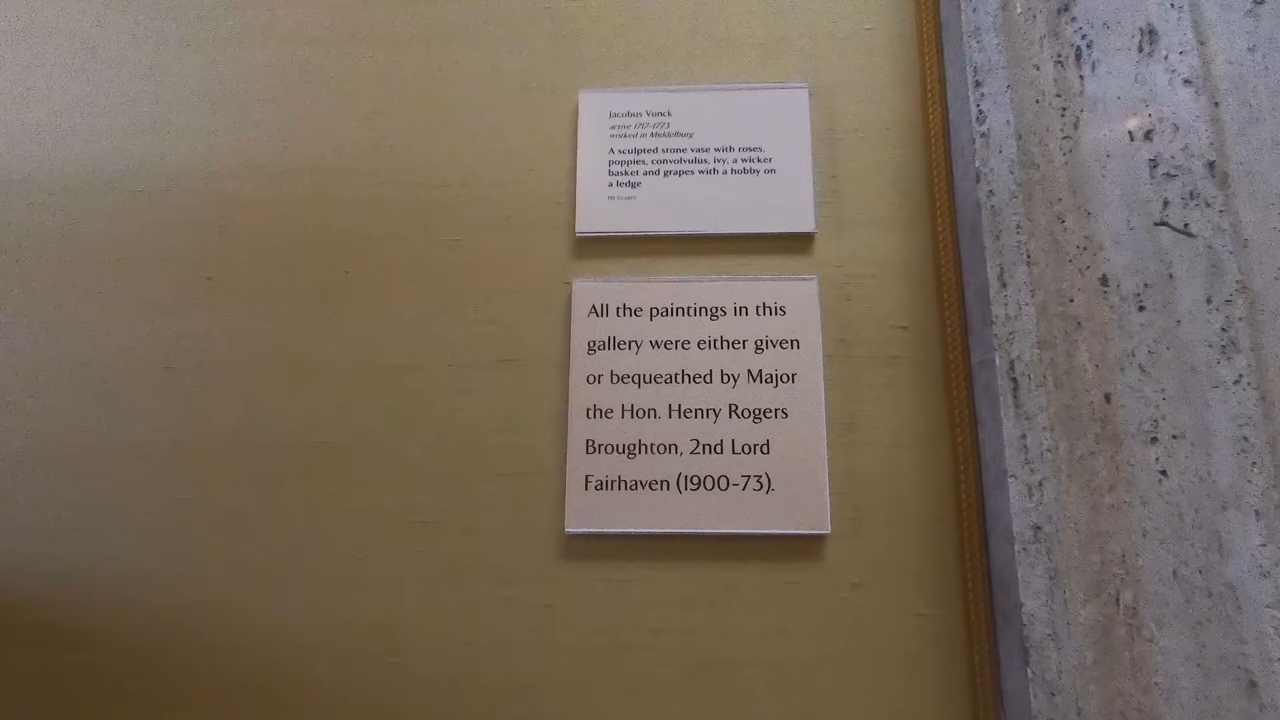 Jacobus Vonck
active 1717-1773
worked in Middelburg
A sculpted stone vase with roses,
poppies, convolvulus, ivy, a wicker
basket and grapes with a hobby on
a ledge
All the paintings in this
gallery were either given
or bequeathed by Major
the Hon. Henry Rogers
Broughton, 2nd Lord
Fairhaven (1900-73).